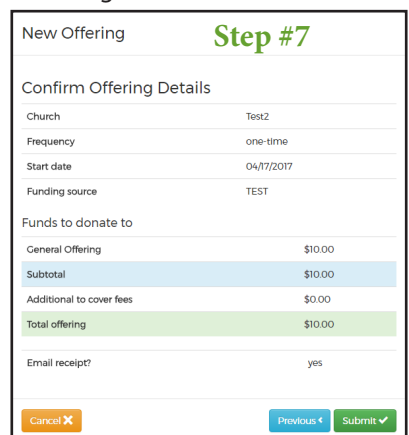 New Offering Step #7
Confirm Offering Details
Church Test2
Frequency one-time
Start date 04/17/2017
Funding source TEST
Funds to donate to
General Offering $10.00
Subtotal $10.00
Additional to cover fees $0.00
Total offering $10.00
Email receipt? yes
Cancel Previous Submit